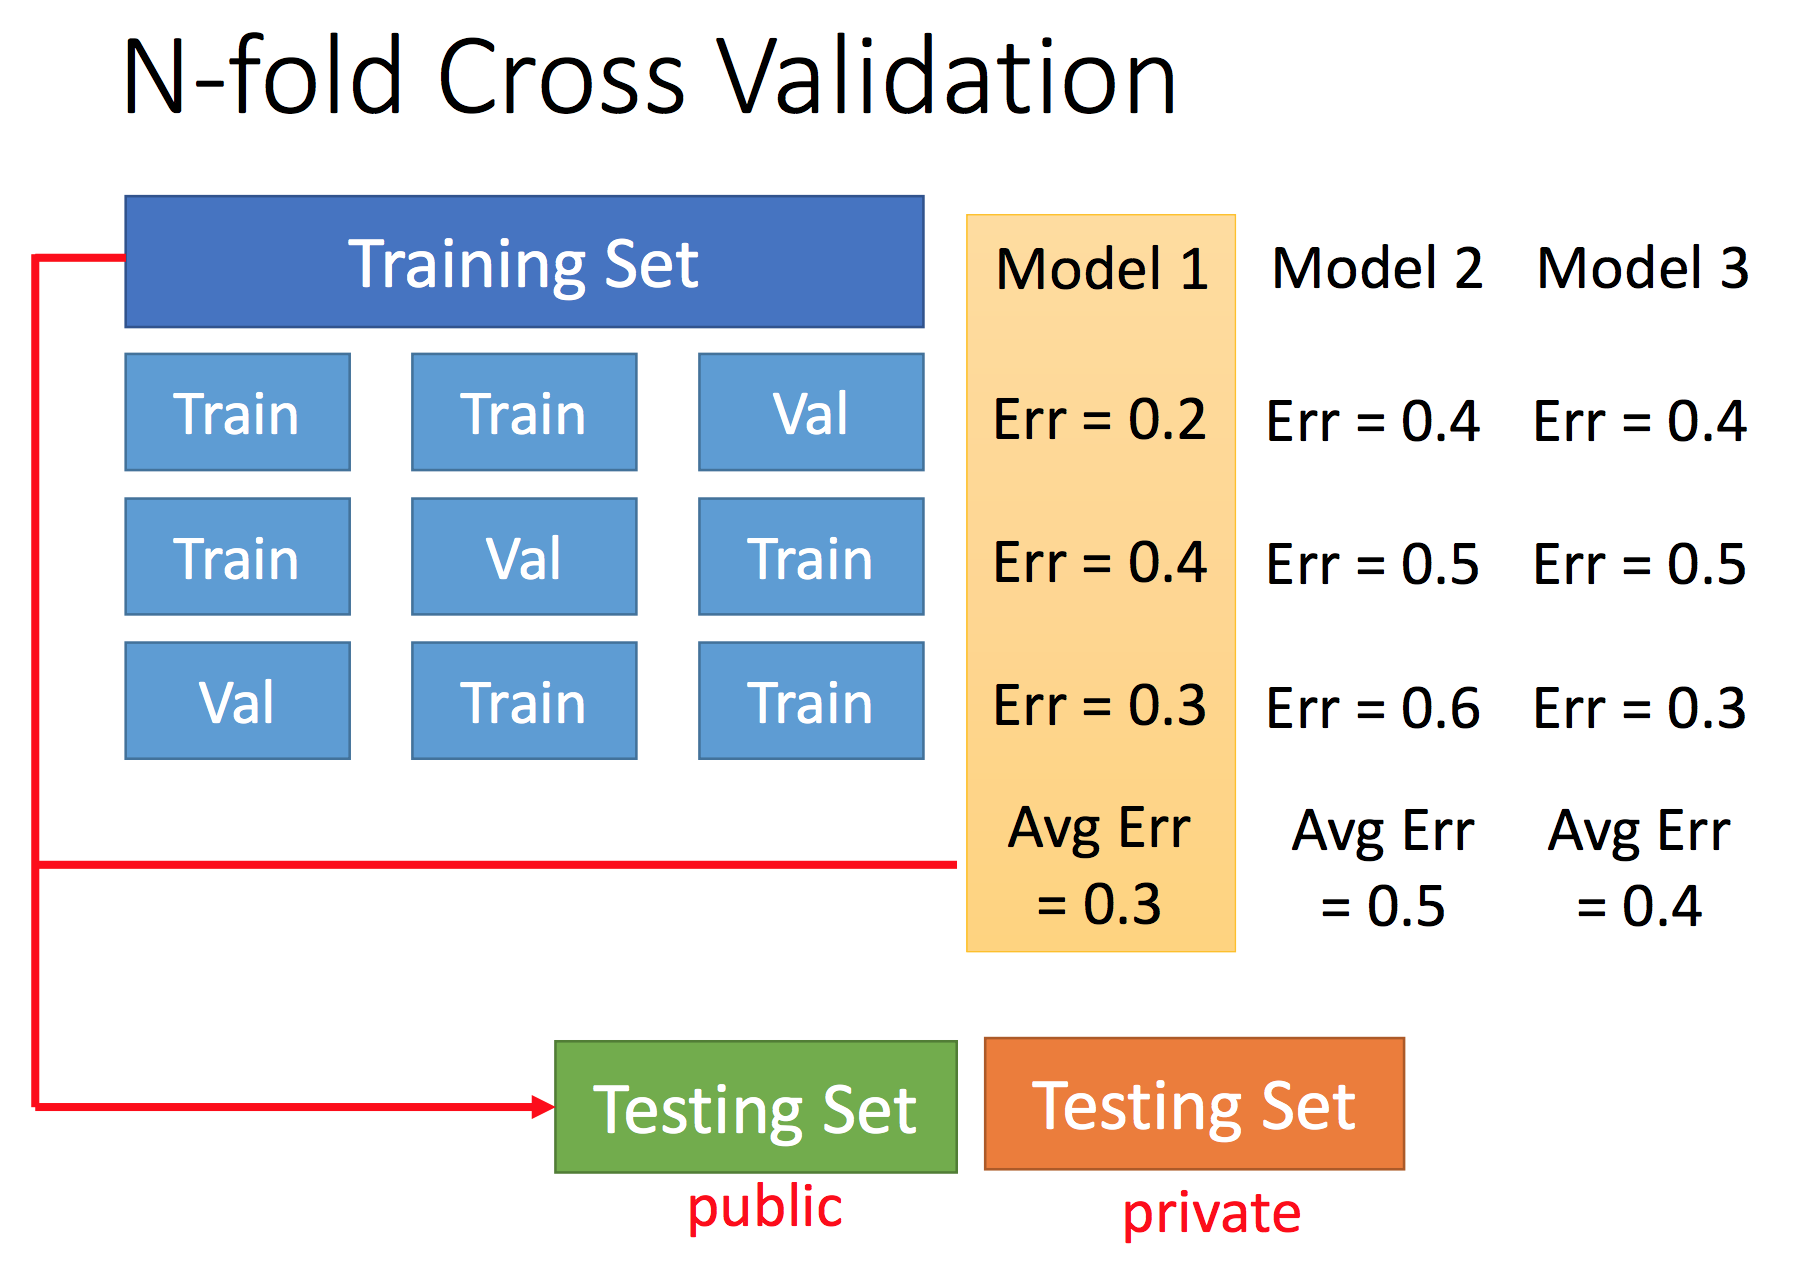 N-fold Cross Validation
Training Set
Model 1
Model 2
Model 3
Train
Train
Val
Err = 0.2
Err = 0.4
Err = 0.4
Train
Val
Train
Err = 0.4
Err = 0.5
Err = 0.5
Val
Train
Train
Err = 0.3
Err = 0.6
Err = 0.3
Avg Err
= 0.3
Avg Err
= 0.5
Avg Err
= 0.4
Testing Set
public
Testing Set
private